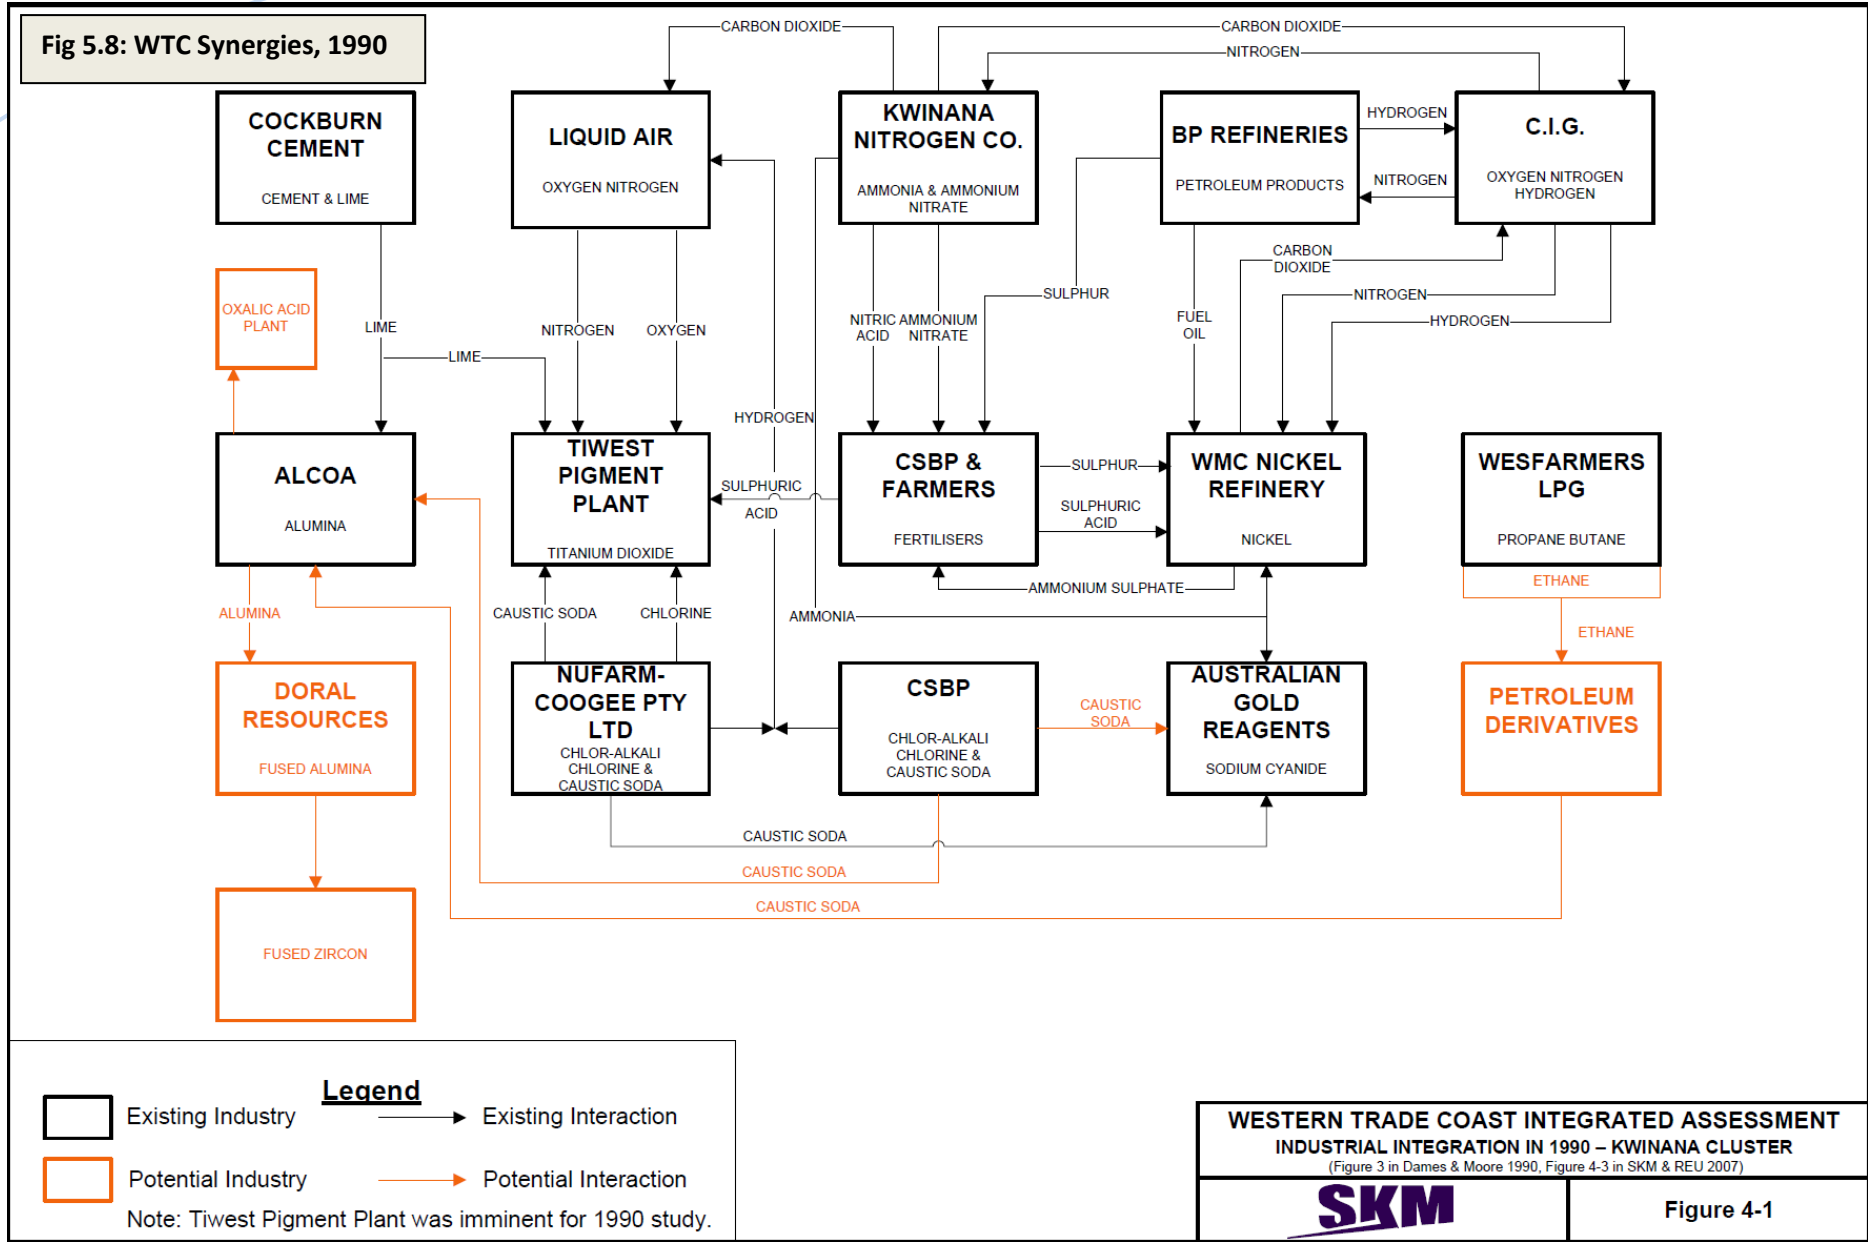 Fig 5.8: WTC Synergies, 1990
CARBON DIOXIDE
CARBON DIOXIDE
NITROGEN
COCKBURN
CEMENT
CEMENT & LIME
LIQUID AIR
OXYGEN NITROGEN
KWINANA
NITROGEN CO.
AMMONIA & AMMONIUM
NITRATE
BP REFINERIES
PETROLEUM PRODUCTS
HYDROGEN
NITROGEN
C.I.G.
OXYGEN NITROGEN
HYDROGEN
CARBON
DIOXIDE
OXALIC ACID
PLANT
LIME
LIME
NITROGEN
OXYGEN
NITRIC
ACID
AMMONIUM
NITRATE
SULPHUR
FUEL
OIL
NITROGEN
HYDROGEN
HYDROGEN
ALCOA
ALUMINA
TIWEST
PIGMENT
PLANT
TITANIUM DIOXIDE
SULPHURIC
ACID
CSBP &
FARMERS
FERTILISERS
SULPHUR
SULPHURIC
ACID
WMC NICKEL
REFINERY
NICKEL
WESFARMERS
LPG
PROPANE BUTANE
ETHANE
AMMONIUM SULPHATE
ALUMINA
CAUSTIC SODA
CHLORINE
AMMONIA
ETHANE
DORAL
RESOURCES
FUSED ALUMINA
NUFARM-
COOGEE PTY
LTD
CHLOR-ALKALI
CHLORINE &
CAUSTIC SODA
CSBP
CHLOR-ALKALI
CHLORINE &
CAUSTIC SODA
CAUSTIC
SODA
AUSTRALIAN
GOLD
REAGENTS
SODIUM CYANIDE
PETROLEUM
DERIVATIVES
CAUSTIC SODA
CAUSTIC SODA
CAUSTIC SODA
FUSED ZIRCON
Legend
Existing Industry
Existing Interaction
Potential Industry
Potential Interaction
Note: Tiwest Pigment Plant was imminent for 1990 study.
WESTERN TRADE COAST INTEGRATED ASSESSMENT
INDUSTRIAL INTEGRATION IN 1990 – KWINANA CLUSTER
(Figure 3 in Dames & Moore 1990, Figure 4-3 in SKM & REU 2007)
SKM
Figure 4-1